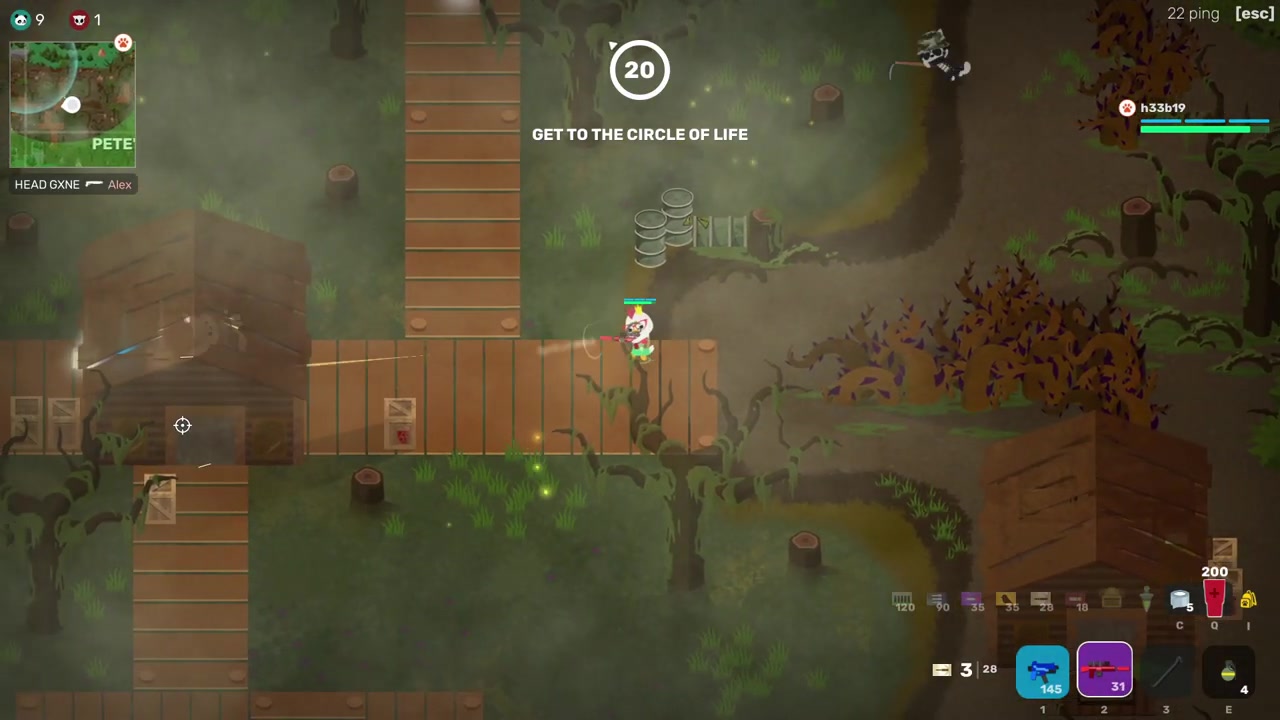 9
1
22 ping [esc]
20
GET TO THE CIRCLE OF LIFE
h33b19
PETE'
HEAD GXNE Alex
200
120
90
35
35
28
18
5
C
Q
I
3 | 28
145
31
4
1
2
3
E